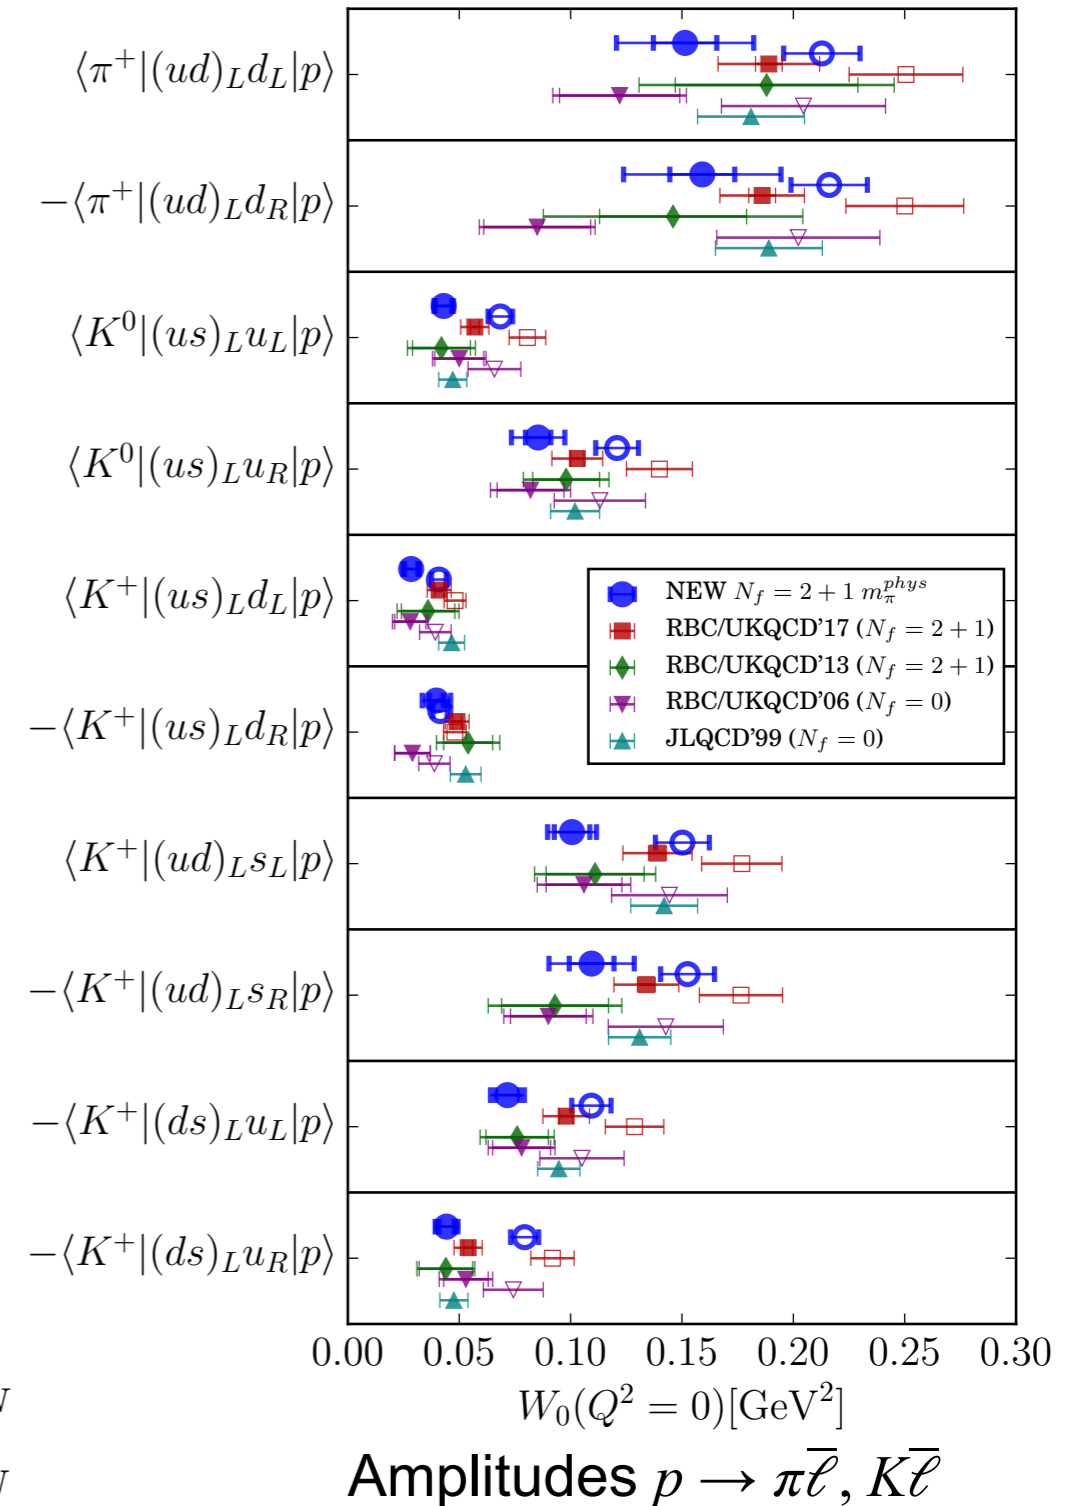 ⟨π⁺|(ud)_L d_L|p⟩
−⟨π⁺|(ud)_L d_R|p⟩
⟨K⁰|(us)_L u_L|p⟩
⟨K⁰|(us)_L u_R|p⟩
⟨K⁺|(us)_L d_L|p⟩
−⟨K⁺|(us)_L d_R|p⟩
⟨K⁺|(ud)_L s_L|p⟩
−⟨K⁺|(ud)_L s_R|p⟩
−⟨K⁺|(ds)_L u_L|p⟩
−⟨K⁺|(ds)_L u_R|p⟩
NEW N_f = 2 + 1 m_π^{phys}
RBC/UKQCD'17 (N_f = 2 + 1)
RBC/UKQCD'13 (N_f = 2 + 1)
RBC/UKQCD'06 (N_f = 0)
JLQCD'99 (N_f = 0)
0.00 0.05 0.10 0.15 0.20 0.25 0.30
W₀(Q² = 0)[GeV²]
Amplitudes p → πℓ̅, Kℓ̅